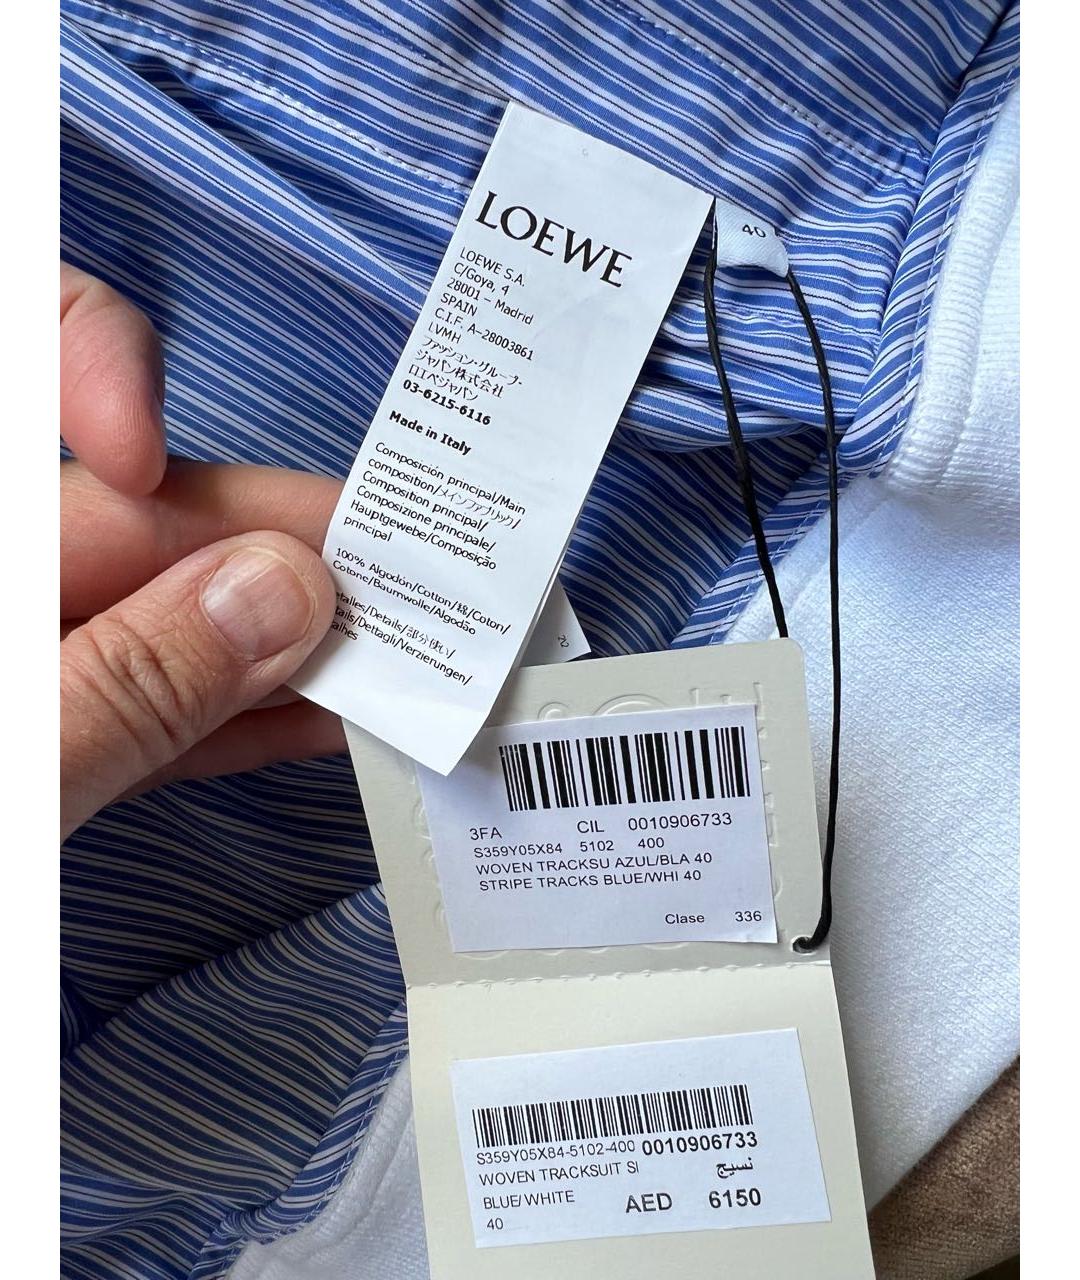 LOEWE
LOEWE S.A.
C/Goya, 4
28001 – Madrid
SPAIN
C.I.F. A-28003861
LVMH
ファッション・グループ・
ジャパン株式会社
ロエベジャパン
03-6215-6116
Made in Italy
Composición principal/Main
composition/メインファブリック/
Composition principal/
Composizione principale/
Hauptgewebe/Composição
principal
100% Algodón/Cotton/綿/Coton/
Cotone/Baumwolle/Algodão
etalles/Details/部分使い/
tails/Dettagli/Verzierungen/
alhes
40
3FA CIL 0010906733
S359Y05X84 5102 400
WOVEN TRACKSU AZUL/BLA 40
STRIPE TRACKS BLUE/WHI 40
Clase 336
S359Y05X84-5102-400 0010906733
WOVEN TRACKSUIT SI نسيج
BLUE/WHITE AED 6150
40